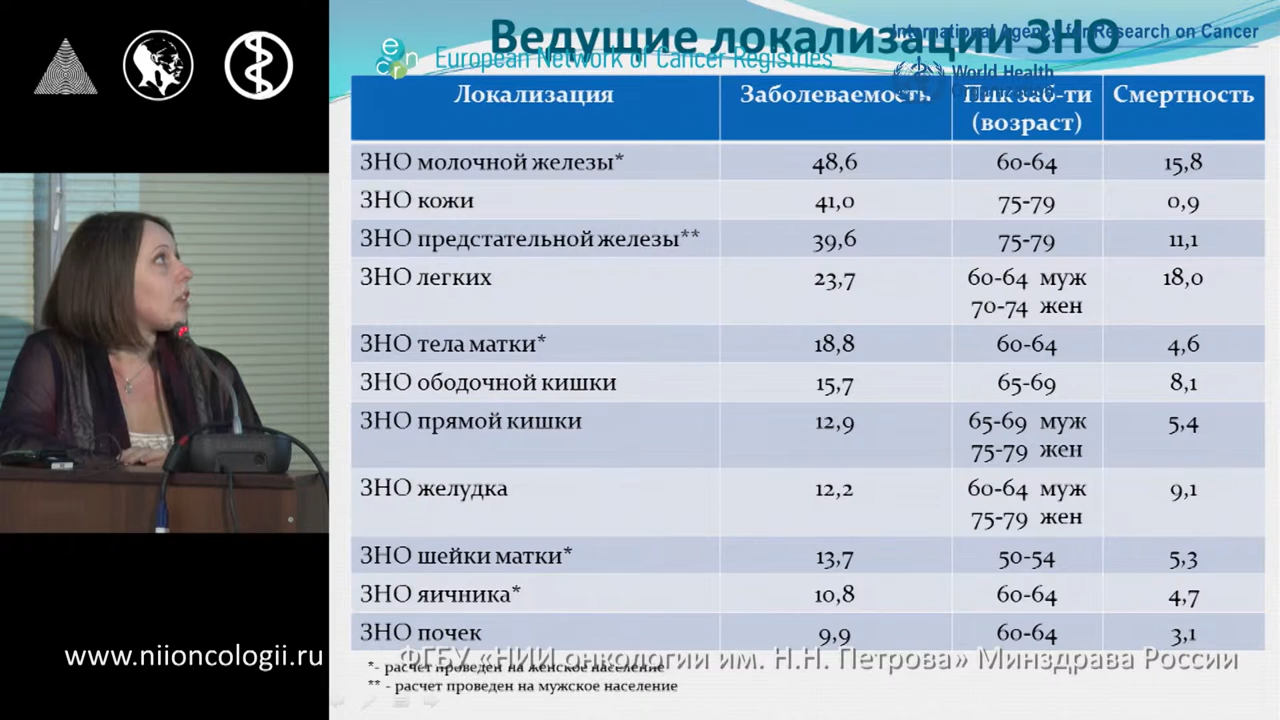 Ведущие локализации ЗНО
International Agency for Research on Cancer
ecrn
European Network of Cancer Registries
World Health
Organization
Локализация Заболеваемость Пик заб-ти (возраст) Смертность
ЗНО молочной железы* 48,6 60-64 15,8
ЗНО кожи 41,0 75-79 0,9
ЗНО предстательной железы** 39,6 75-79 11,1
ЗНО легких 23,7 60-64 муж 18,0
70-74 жен
ЗНО тела матки* 18,8 60-64 4,6
ЗНО ободочной кишки 15,7 65-69 8,1
ЗНО прямой кишки 12,9 65-69 муж 5,4
75-79 жен
ЗНО желудка 12,2 60-64 муж 9,1
75-79 жен
ЗНО шейки матки* 13,7 50-54 5,3
ЗНО яичника* 10,8 60-64 4,7
ЗНО почек 9,9 60-64 3,1
*- расчет проведен на женское население
** - расчет проведен на мужское население
www.niioncologii.ru
ФГБУ «НИИ онкологии им. Н.Н. Петрова» Минздрава России